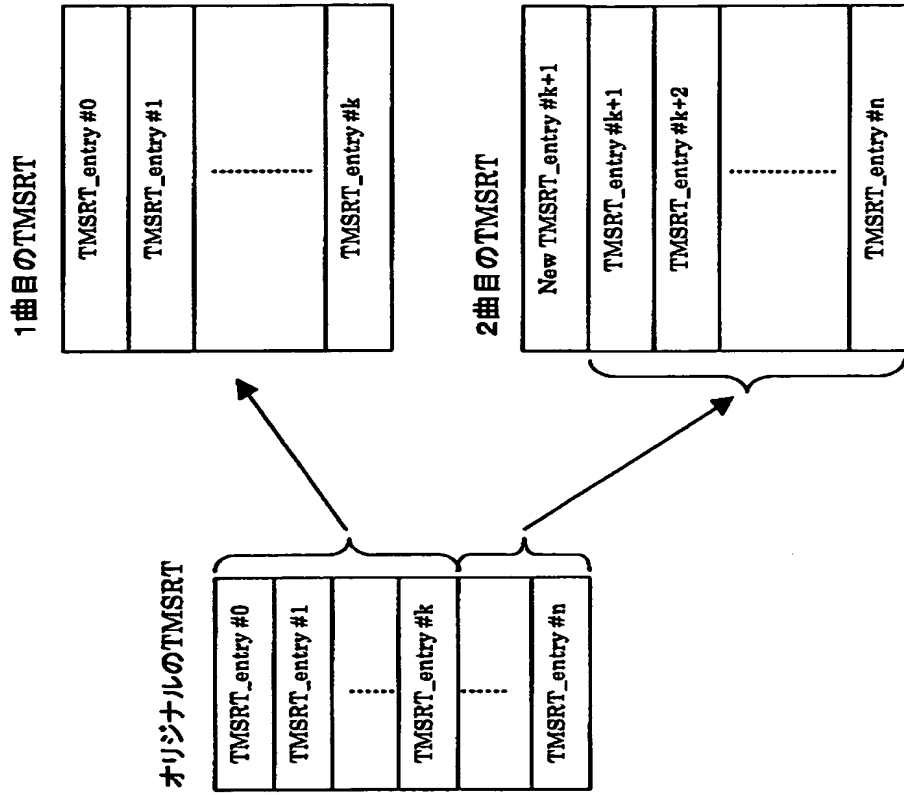 オリジナルのTMSRT
TMSRT_entry #0
TMSRT_entry #1
TMSRT_entry #k
TMSRT_entry #n
1曲目のTMSRT
TMSRT_entry #0
TMSRT_entry #1
TMSRT_entry #k
2曲目のTMSRT
New TMSRT_entry #k+1
TMSRT_entry #k+1
TMSRT_entry #k+2
TMSRT_entry #n